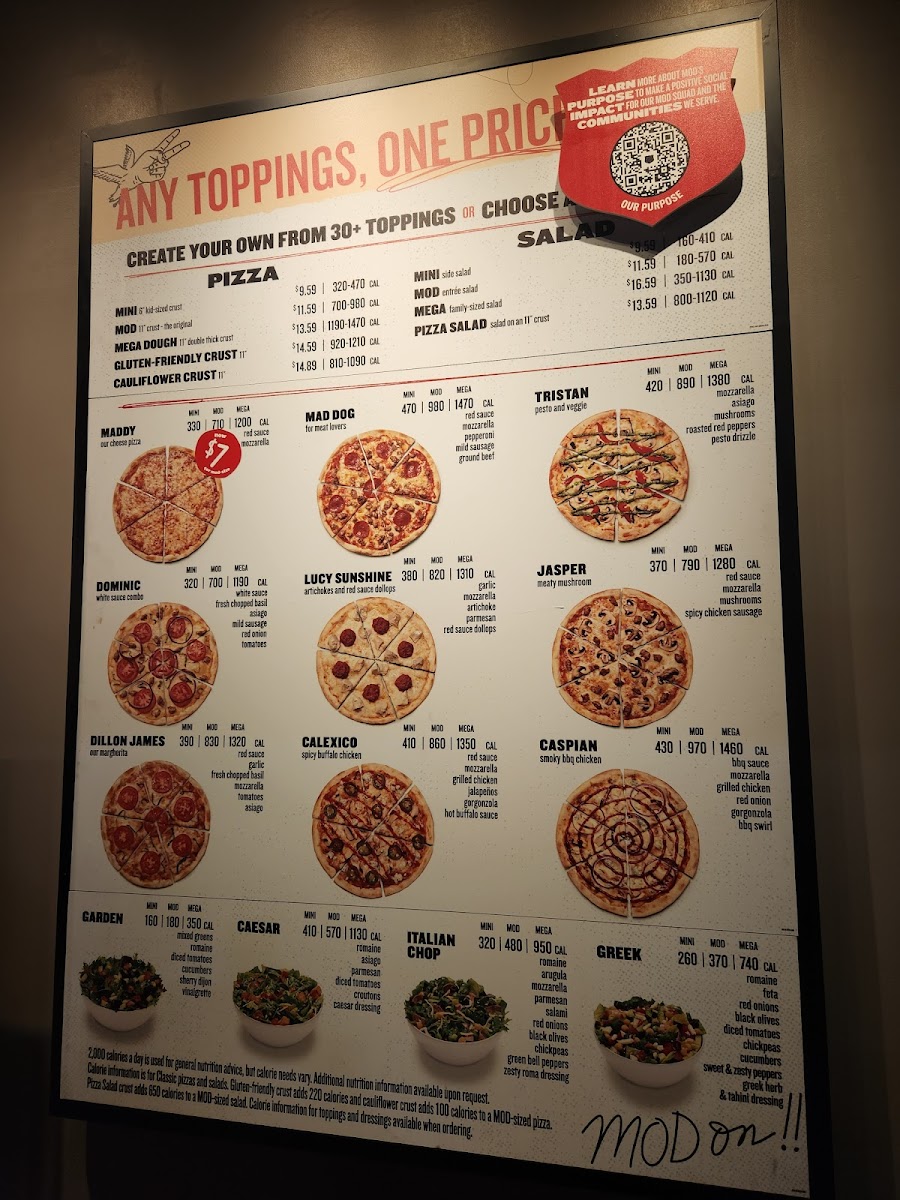 ANY TOPPINGS, ONE PRIC
LEARN MORE ABOUT MOD'S
PURPOSE TO MAKE A POSITIVE SOCIAL
IMPACT FOR OUR MOD SQUAD AND THE
COMMUNITIES WE SERVE.
OUR PURPOSE
CREATE YOUR OWN FROM 30+ TOPPINGS OR CHOOSE A
PIZZA
MINI 6" kid-sized crust $9.59 | 320-470 CAL
MOD 11" crust - the original $11.59 | 700-980 CAL
MEGA DOUGH 11" double thick crust $13.59 | 1190-1470 CAL
GLUTEN-FRIENDLY CRUST 11" $14.59 | 920-1210 CAL
CAULIFLOWER CRUST 11" $14.89 | 810-1090 CAL
SALAD
MINI side salad $9.59 | 160-410 CAL
MOD entrée salad $11.59 | 180-570 CAL
MEGA family-sized salad $16.59 | 350-1130 CAL
PIZZA SALAD salad on an 11" crust $13.59 | 800-1120 CAL
MADDY
our cheese pizza
MINI MOD MEGA
330 | 710 | 1200 CAL
red sauce
mozzarella
$7
MAD DOG
for meat lovers
MINI MOD MEGA
470 | 980 | 1470 CAL
red sauce
mozzarella
pepperoni
mild sausage
ground beef
TRISTAN
pesto and veggie
MINI MOD MEGA
420 | 890 | 1380 CAL
mozzarella
asiago
mushrooms
roasted red peppers
pesto drizzle
DOMINIC
white sauce combo
MINI MOD MEGA
320 | 700 | 1190 CAL
white sauce
fresh chopped basil
asiago
mild sausage
red onion
tomatoes
LUCY SUNSHINE
artichokes and red sauce dollops
MINI MOD MEGA
380 | 820 | 1310 CAL
garlic
mozzarella
artichoke
parmesan
red sauce dollops
JASPER
meaty mushroom
MINI MOD MEGA
370 | 790 | 1280 CAL
red sauce
mozzarella
mushrooms
spicy chicken sausage
DILLON JAMES
our margherita
MINI MOD MEGA
390 | 830 | 1320 CAL
red sauce
garlic
fresh chopped basil
mozzarella
tomatoes
asiago
CALEXICO
spicy buffalo chicken
MINI MOD MEGA
410 | 860 | 1350 CAL
red sauce
mozzarella
grilled chicken
jalapeños
gorgonzola
hot buffalo sauce
CASPIAN
smoky bbq chicken
MINI MOD MEGA
430 | 970 | 1460 CAL
bbq sauce
mozzarella
grilled chicken
red onion
gorgonzola
bbq swirl
GARDEN
MINI MOD MEGA
160 | 180 | 350 CAL
mixed greens
romaine
diced tomatoes
cucumbers
sherry dijon
vinaigrette
CAESAR
MINI MOD MEGA
410 | 570 | 1130 CAL
romaine
asiago
parmesan
diced tomatoes
croutons
caesar dressing
ITALIAN
CHOP
MINI MOD MEGA
320 | 480 | 950 CAL
romaine
arugula
mozzarella
parmesan
salami
red onions
black olives
chickpeas
green bell peppers
zesty roma dressing
GREEK
MINI MOD MEGA
260 | 370 | 740 CAL
romaine
feta
red onions
black olives
diced tomatoes
chickpeas
cucumbers
sweet & zesty peppers
greek herb
& tahini dressing
2,000 calories a day is used for general nutrition advice, but calorie needs vary. Additional nutrition information available upon request.
Calorie information is for Classic pizzas and salads. Gluten-friendly crust adds 220 calories and cauliflower crust adds 100 calories to a MOD-sized pizza.
Pizza Salad crust adds 650 calories to a MOD-sized salad. Calorie information for toppings and dressings available when ordering.
MOD on!!